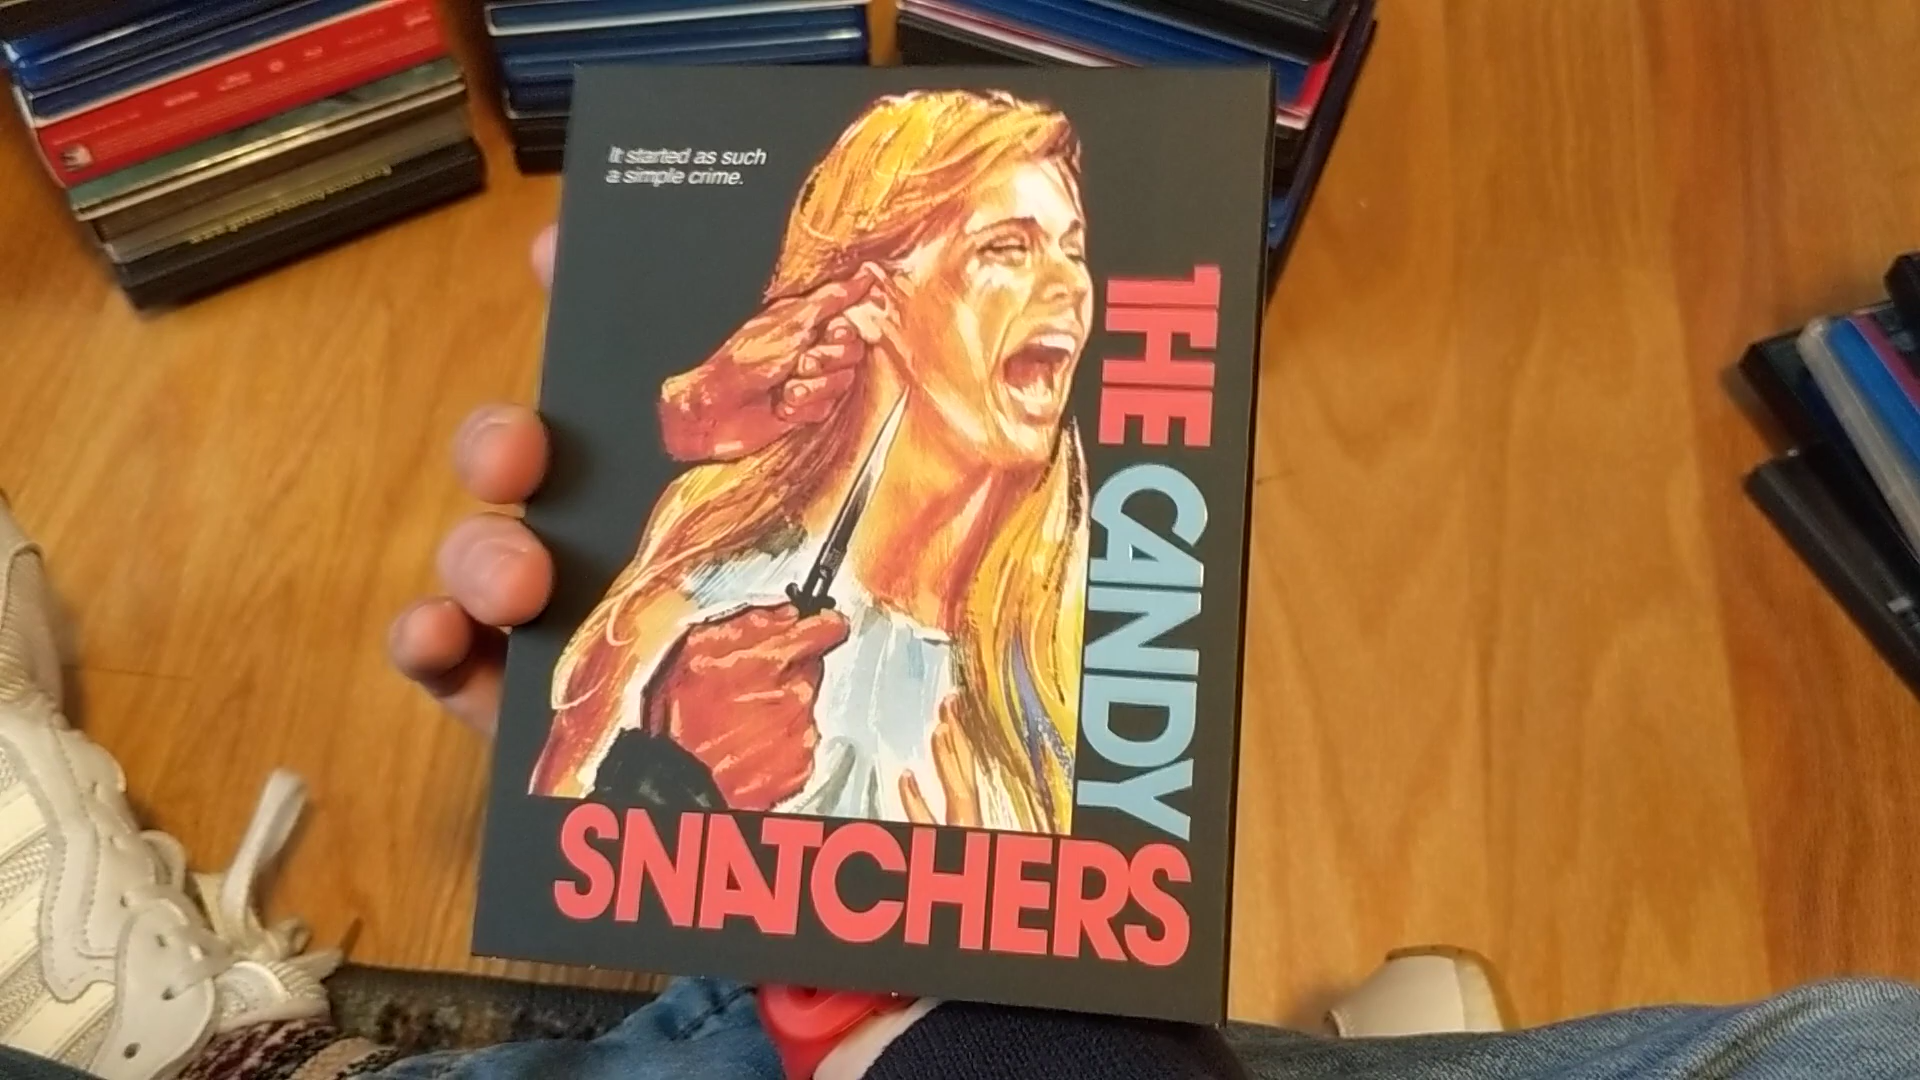 It started as such
a simple crime.
THE CANDY
SNATCHERS